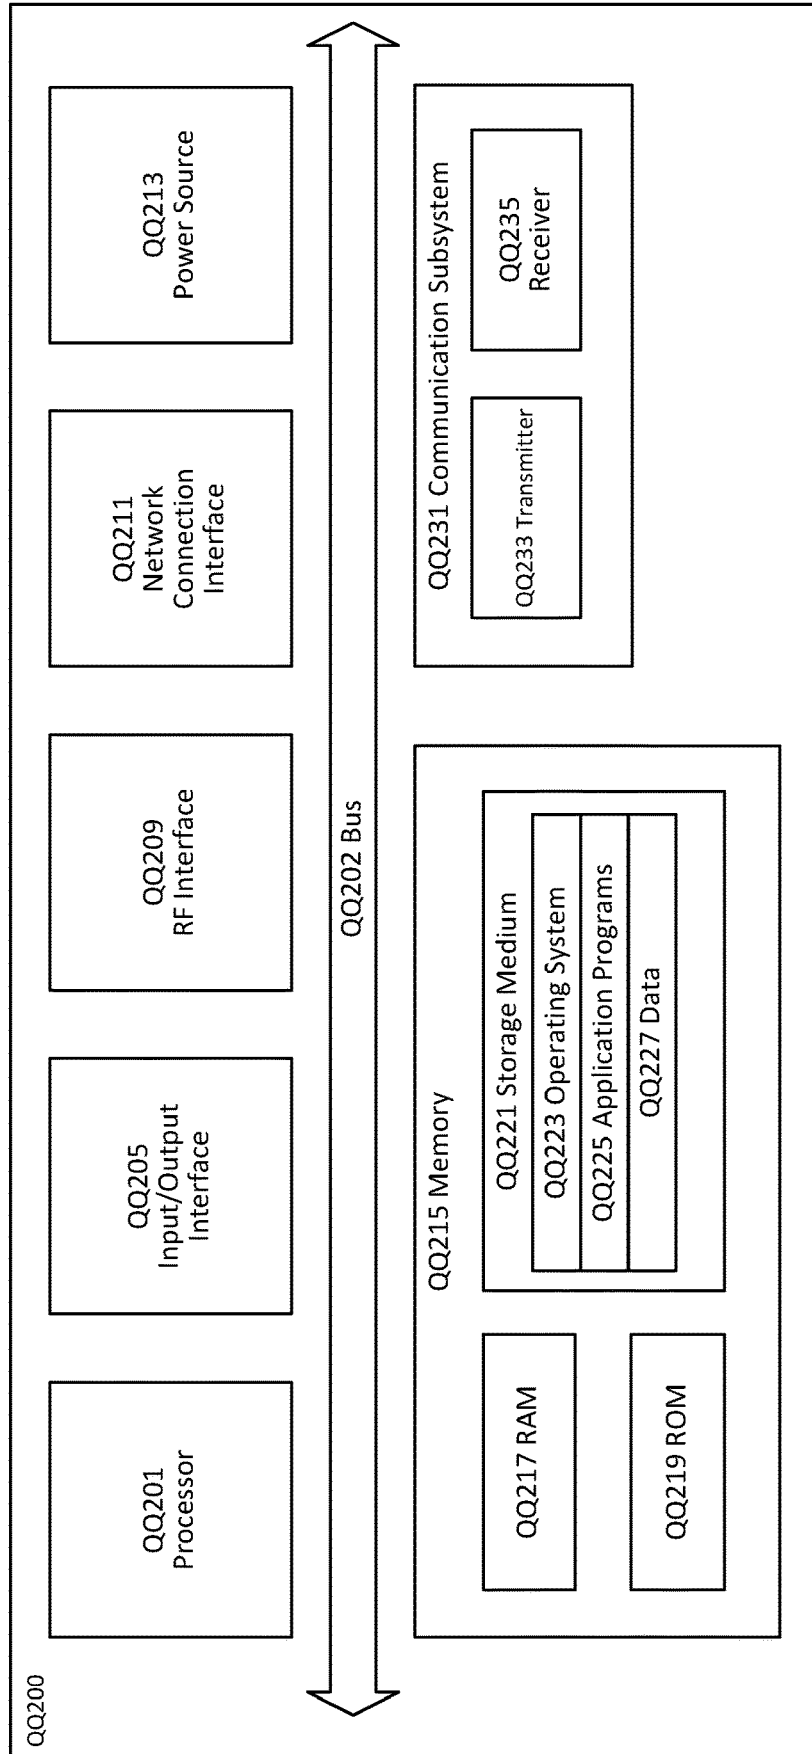 QQ200
QQ201
Processor
QQ205
Input/Output
Interface
QQ209
RF Interface
QQ211
Network
Connection
Interface
QQ213
Power Source
QQ202 Bus
QQ215 Memory
QQ217 RAM
QQ219 ROM
QQ221 Storage Medium
QQ223 Operating System
QQ225 Application Programs
QQ227 Data
QQ231 Communication Subsystem
QQ233 Transmitter
QQ235
Receiver